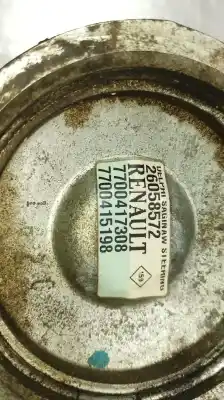 DELPHI SAGINAW STEERING
26058572
RENAULT
7700417308
7700415198